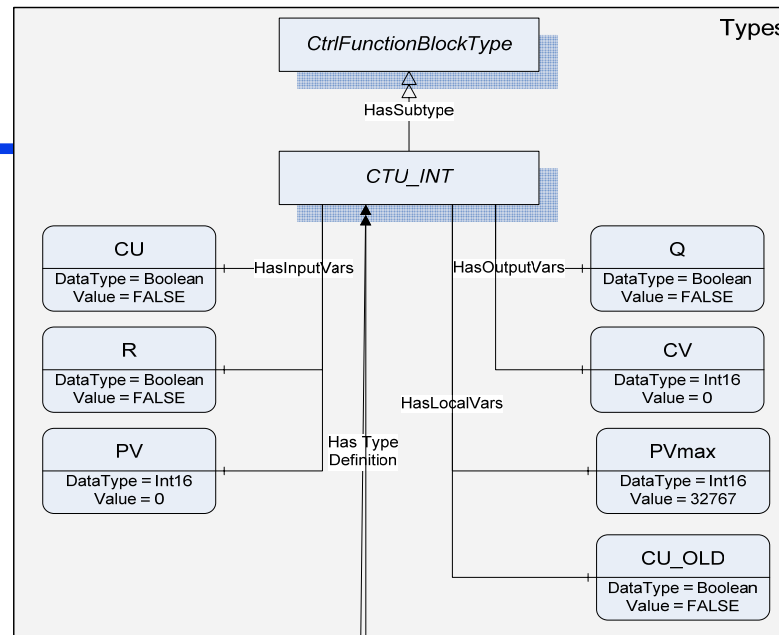 Types
CtrlFunctionBlockType
HasSubtype
CTU_INT
CU
DataType = Boolean
Value = FALSE
HasInputVars
HasOutputVars
Q
DataType = Boolean
Value = FALSE
R
DataType = Boolean
Value = FALSE
CV
DataType = Int16
Value = 0
HasLocalVars
PV
DataType = Int16
Value = 0
Has Type
Definition
PVmax
DataType = Int16
Value = 32767
CU_OLD
DataType = Boolean
Value = FALSE